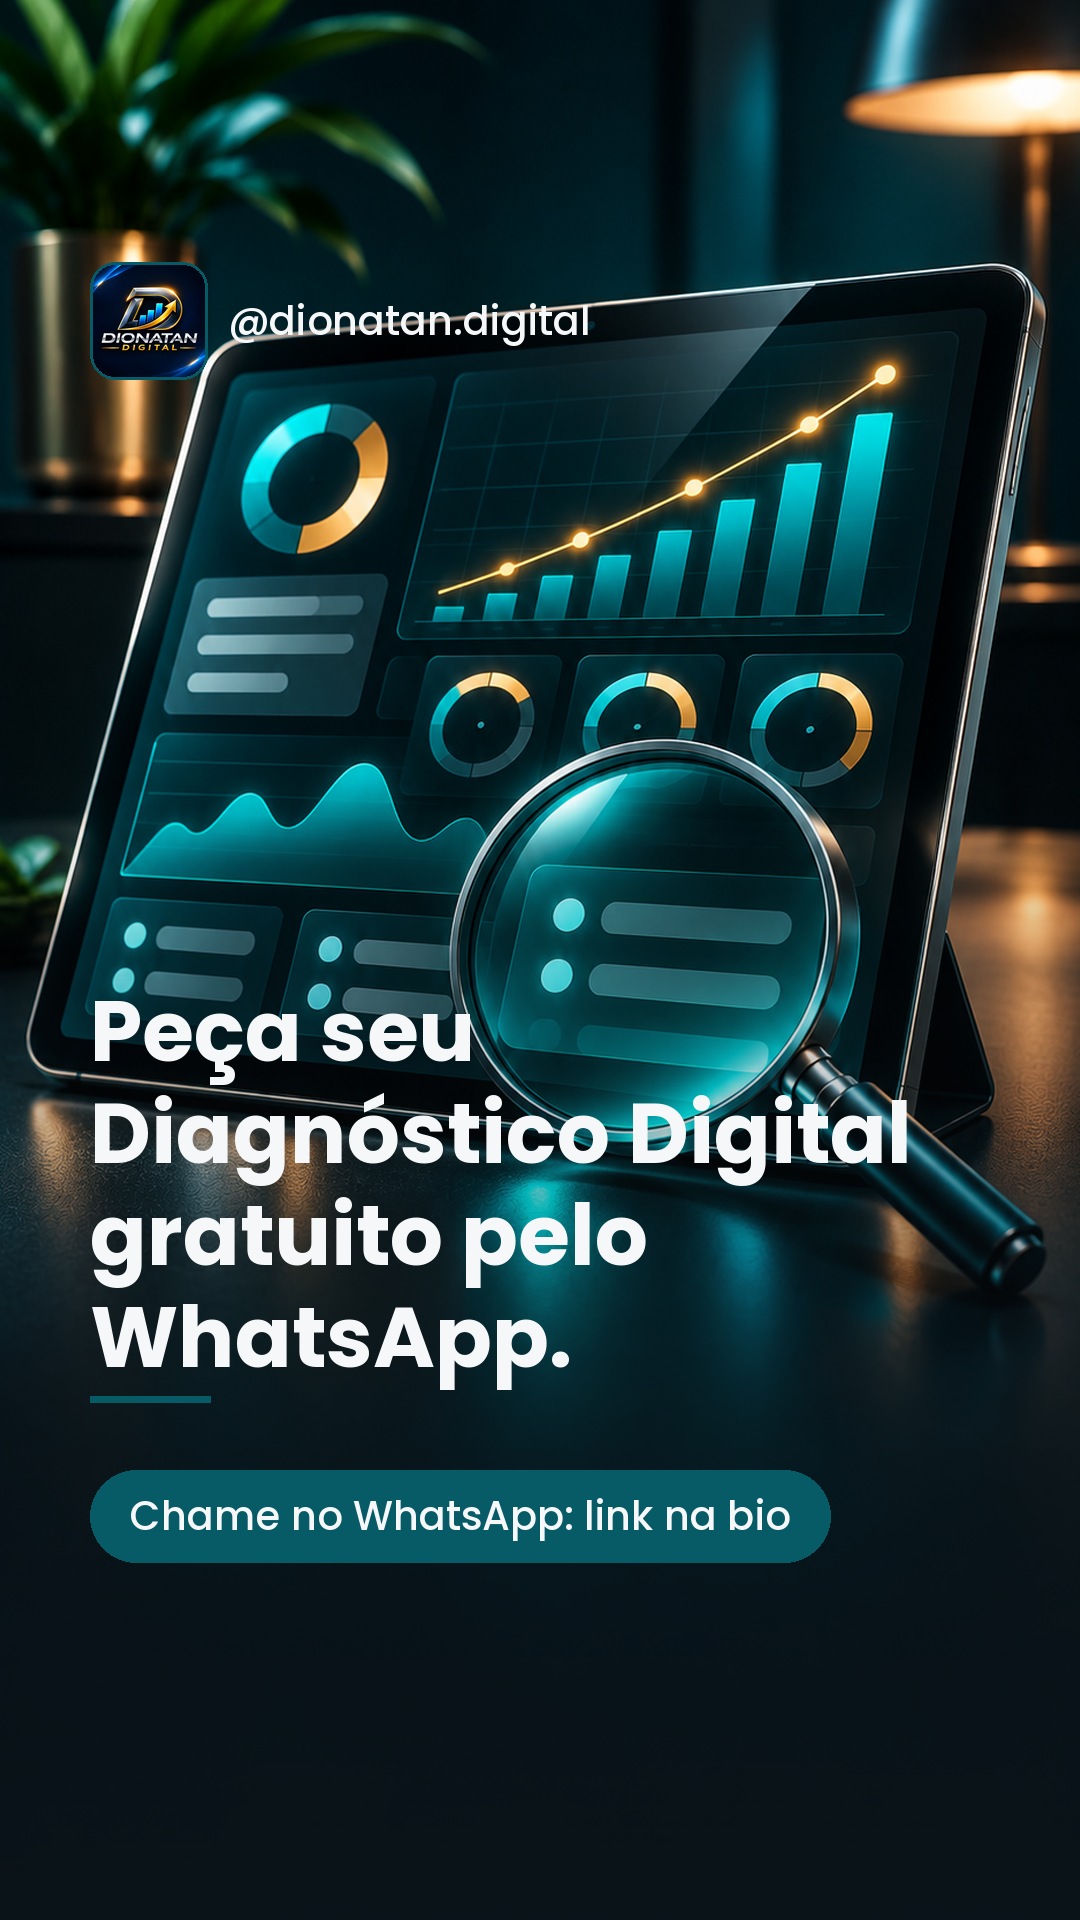 DIONATAN
DIGITAL
@dionatan.digital
Peça seu
Diagnóstico Digital
gratuito pelo
WhatsApp.
Chame no WhatsApp: link na bio